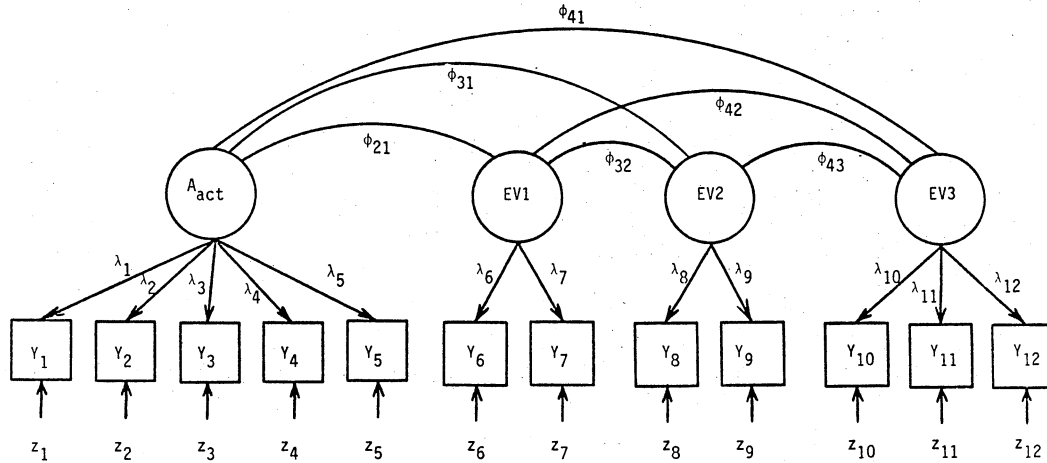 ϕ41
ϕ31
ϕ42
ϕ21
ϕ32
ϕ43
Aact
EV1
EV2
EV3
λ1
λ2
λ3
λ4
λ5
λ6
λ7
λ8
λ9
λ10
λ11
λ12
Y1 Y2 Y3 Y4 Y5 Y6 Y7 Y8 Y9 Y10 Y11 Y12
z1 z2 z3 z4 z5 z6 z7 z8 z9 z10 z11 z12